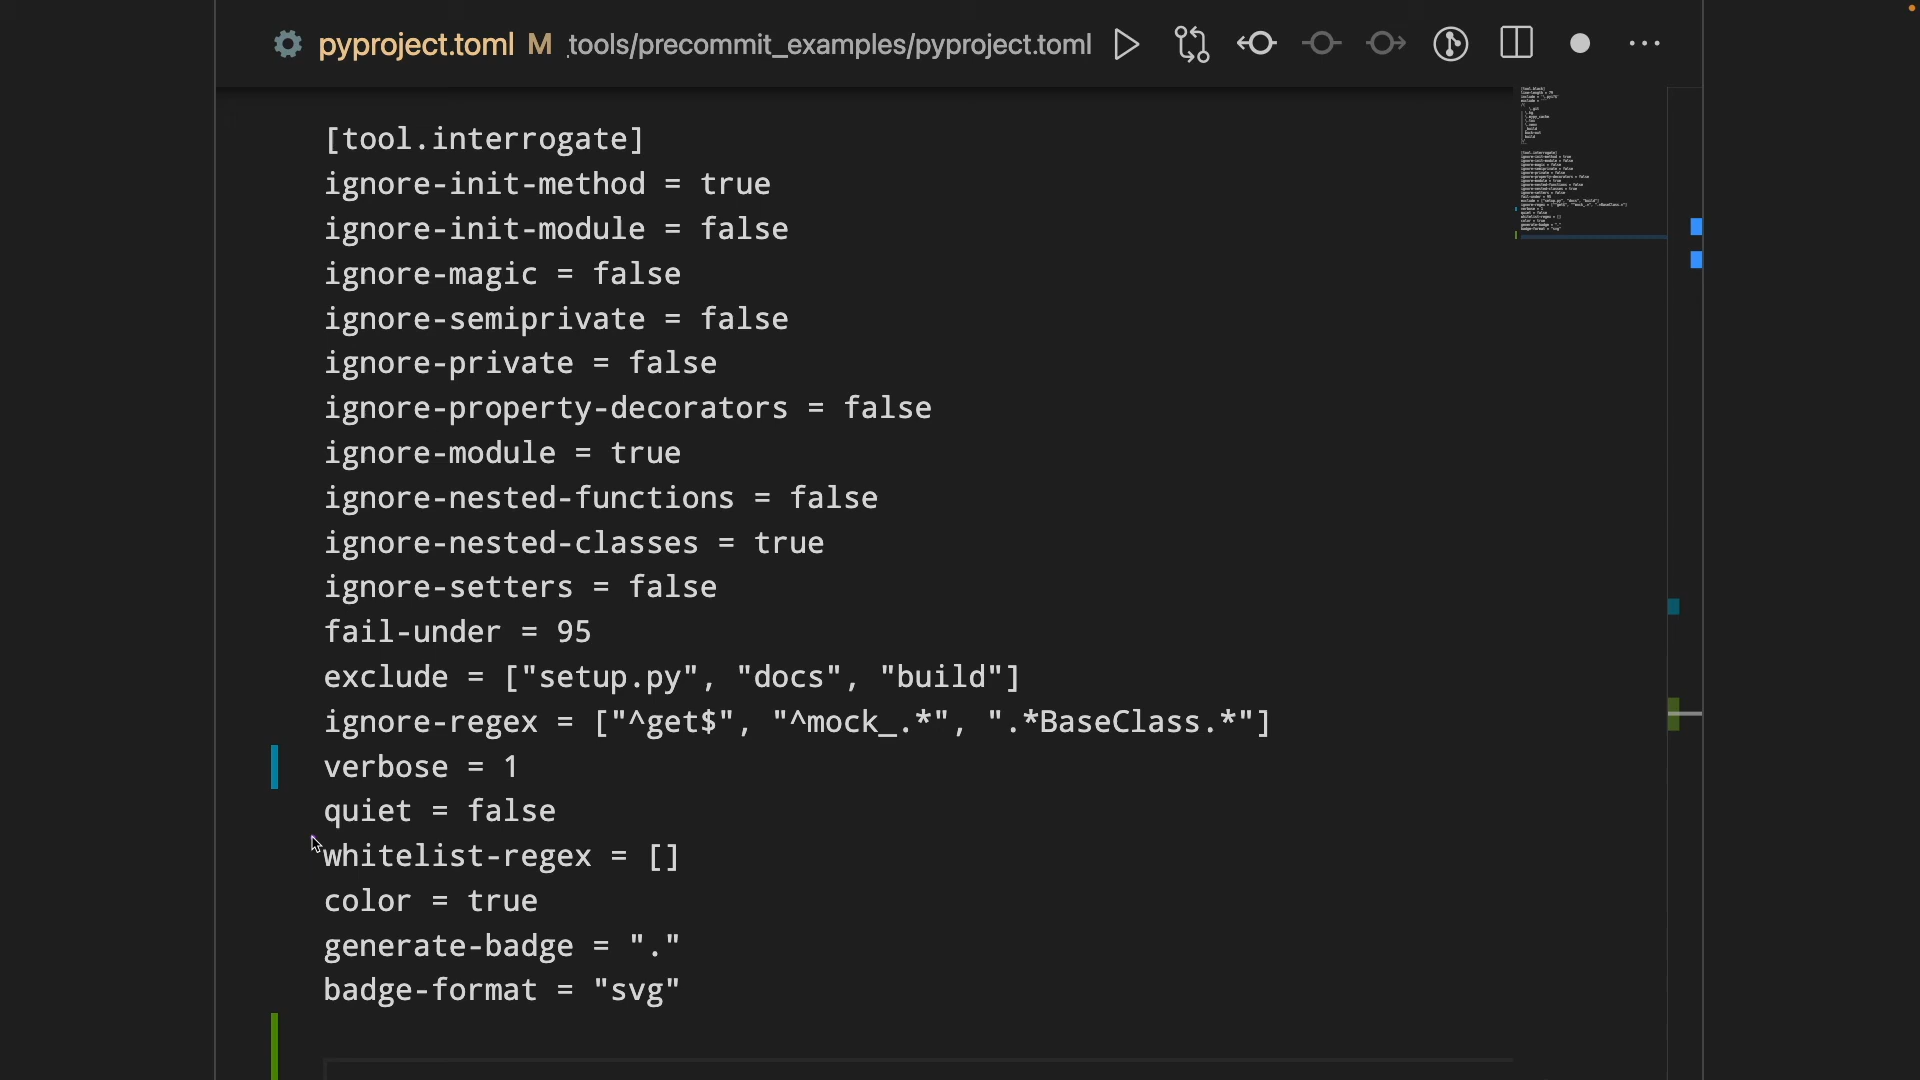 pyproject.toml M .tools/precommit_examples/pyproject.toml
[tool.interrogate]
ignore-init-method = true
ignore-init-module = false
ignore-magic = false
ignore-semiprivate = false
ignore-private = false
ignore-property-decorators = false
ignore-module = true
ignore-nested-functions = false
ignore-nested-classes = true
ignore-setters = false
fail-under = 95
exclude = ["setup.py", "docs", "build"]
ignore-regex = ["^get$", "^mock_.*", ".*BaseClass.*"]
verbose = 1
quiet = false
whitelist-regex = []
color = true
generate-badge = "."
badge-format = "svg"